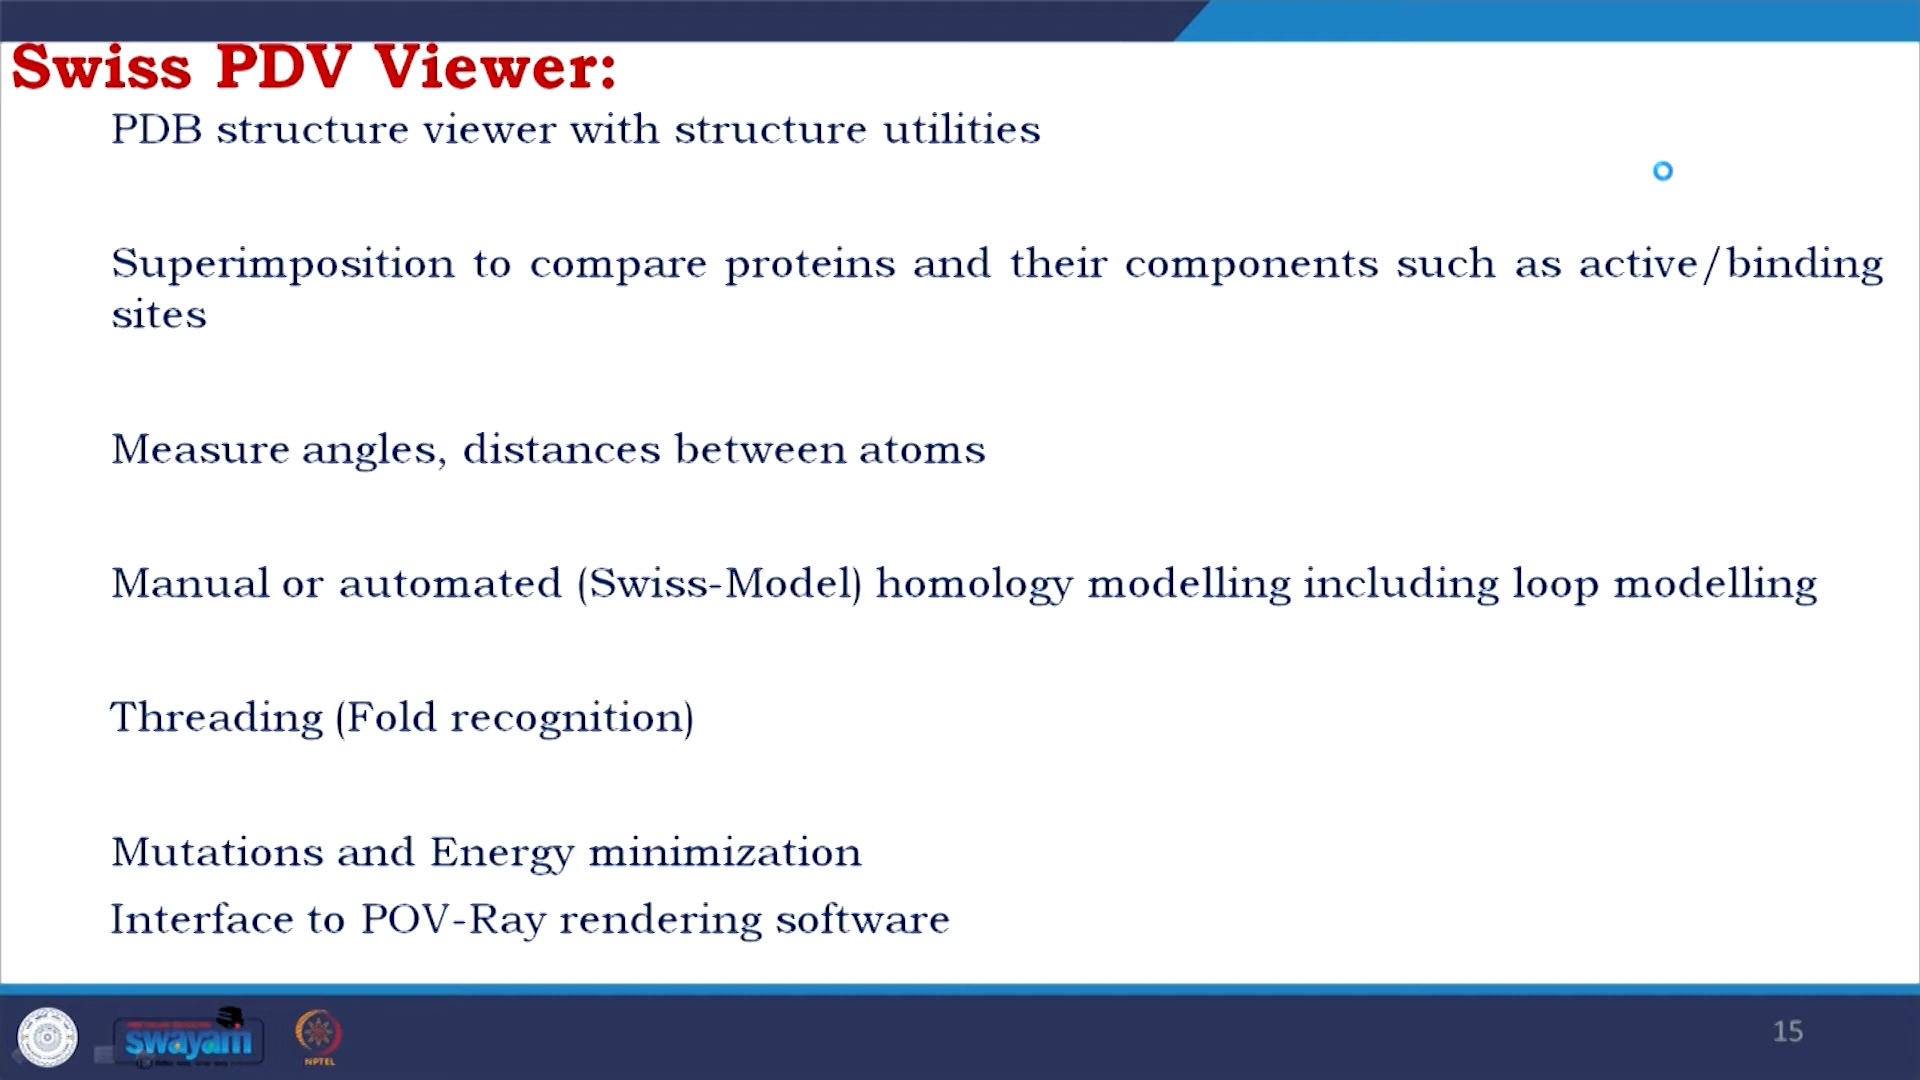 Swiss PDV Viewer:
PDB structure viewer with structure utilities
Superimposition to compare proteins and their components such as active/binding
sites
Measure angles, distances between atoms
Manual or automated (Swiss-Model) homology modelling including loop modelling
Threading (Fold recognition)
Mutations and Energy minimization
Interface to POV-Ray rendering software
swayam
NPTEL
15